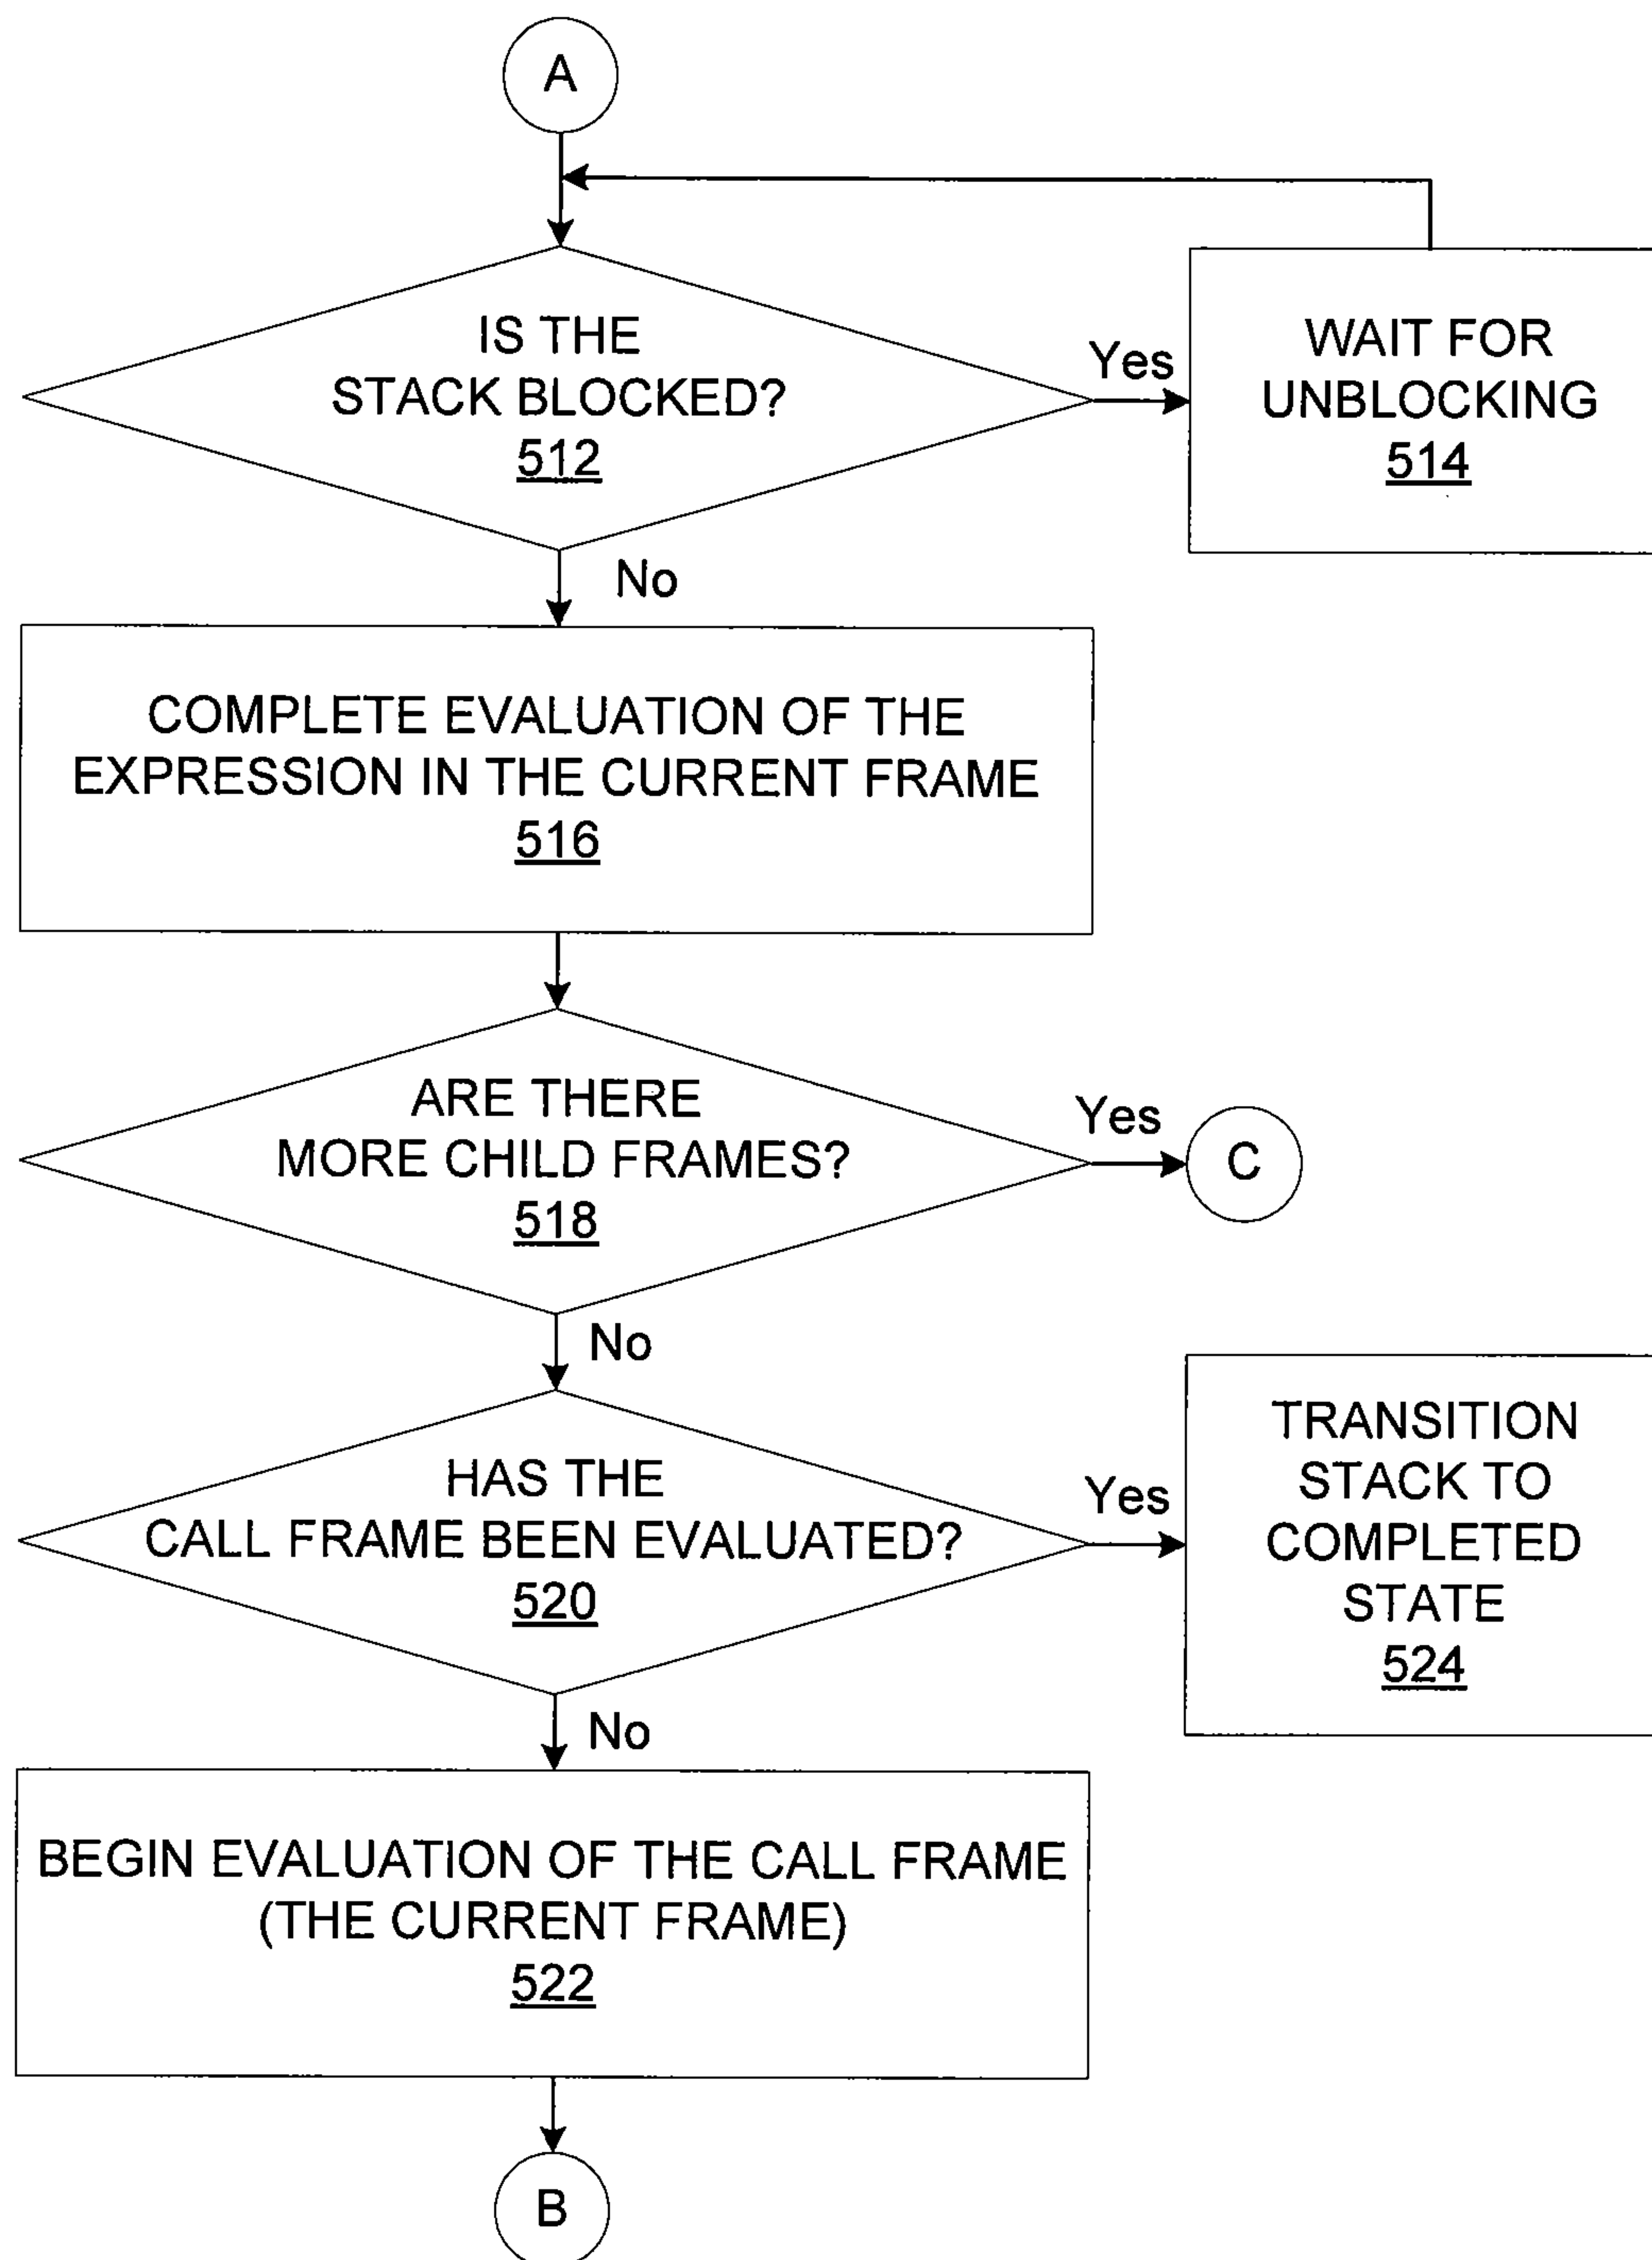 A
IS THE
STACK BLOCKED?
512
Yes
WAIT FOR
UNBLOCKING
514
No
COMPLETE EVALUATION OF THE
EXPRESSION IN THE CURRENT FRAME
516
ARE THERE
MORE CHILD FRAMES?
518
Yes
C
No
HAS THE
CALL FRAME BEEN EVALUATED?
520
Yes
TRANSITION
STACK TO
COMPLETED
STATE
524
No
BEGIN EVALUATION OF THE CALL FRAME
(THE CURRENT FRAME)
522
B